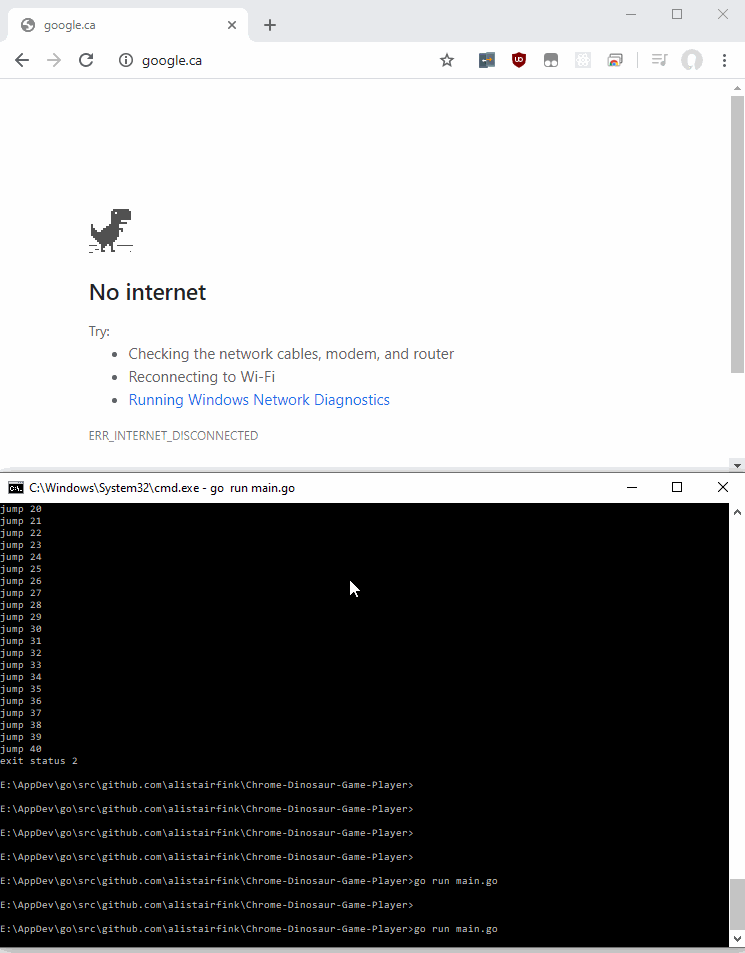 google.ca
google.ca
No internet
Try:
Checking the network cables, modem, and router
Reconnecting to Wi-Fi
Running Windows Network Diagnostics
ERR_INTERNET_DISCONNECTED
C:\Windows\System32\cmd.exe - go  run main.go
jump 20
jump 21
jump 22
jump 23
jump 24
jump 25
jump 26
jump 27
jump 28
jump 29
jump 30
jump 31
jump 32
jump 33
jump 34
jump 35
jump 36
jump 37
jump 38
jump 39
jump 40
exit status 2
E:\AppDev\go\src\github.com\alistairfink\Chrome-Dinosaur-Game-Player>
E:\AppDev\go\src\github.com\alistairfink\Chrome-Dinosaur-Game-Player>
E:\AppDev\go\src\github.com\alistairfink\Chrome-Dinosaur-Game-Player>
E:\AppDev\go\src\github.com\alistairfink\Chrome-Dinosaur-Game-Player>
E:\AppDev\go\src\github.com\alistairfink\Chrome-Dinosaur-Game-Player>go run main.go
E:\AppDev\go\src\github.com\alistairfink\Chrome-Dinosaur-Game-Player>
E:\AppDev\go\src\github.com\alistairfink\Chrome-Dinosaur-Game-Player>go run main.go